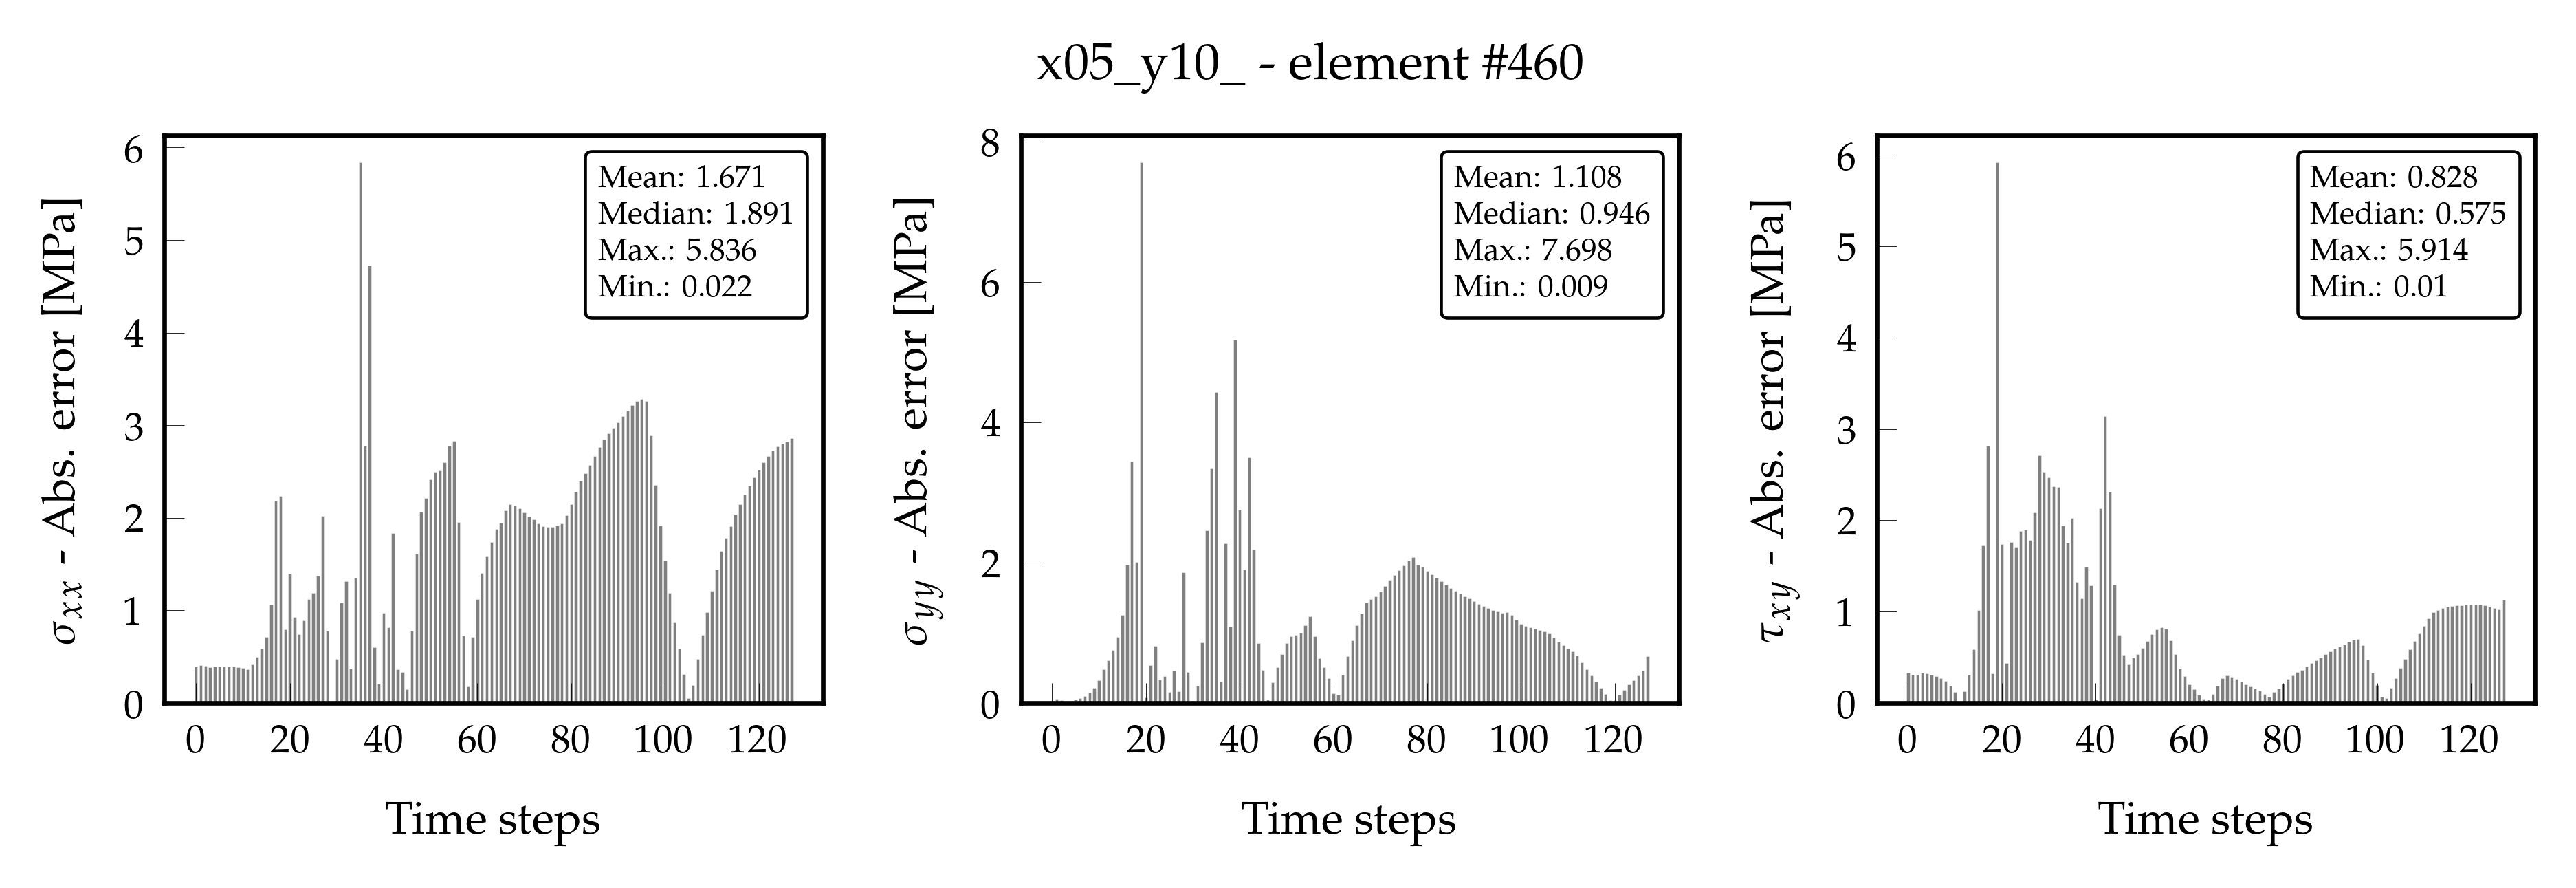 x05_y10_ - element #460
σxx - Abs. error [MPa]
6
5
4
3
2
1
0
0 20 40 60 80 100 120
Time steps
Mean: 1.671
Median: 1.891
Max.: 5.836
Min.: 0.022
σyy - Abs. error [MPa]
8
6
4
2
0
0 20 40 60 80 100 120
Time steps
Mean: 1.108
Median: 0.946
Max.: 7.698
Min.: 0.009
τxy - Abs. error [MPa]
6
5
4
3
2
1
0
0 20 40 60 80 100 120
Time steps
Mean: 0.828
Median: 0.575
Max.: 5.914
Min.: 0.01